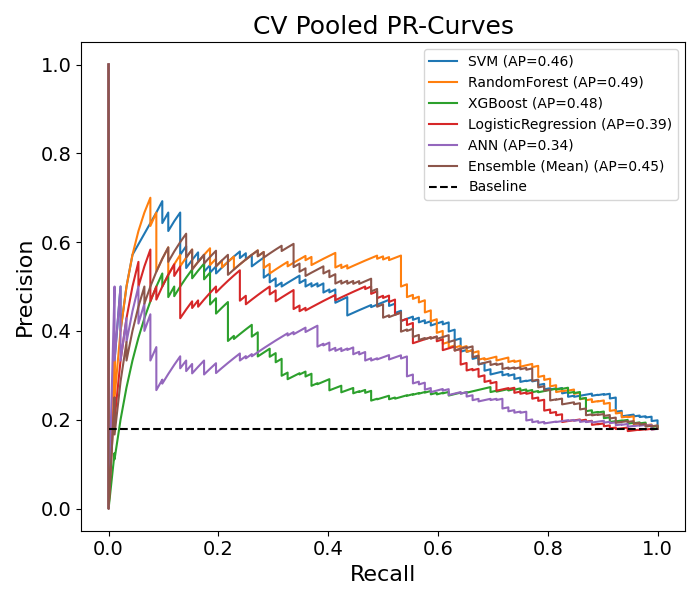 CV Pooled PR-Curves
SVM (AP=0.46)
RandomForest (AP=0.49)
XGBoost (AP=0.48)
LogisticRegression (AP=0.39)
ANN (AP=0.34)
Ensemble (Mean) (AP=0.45)
Baseline
Precision
1.0
0.8
0.6
0.4
0.2
0.0
0.0 0.2 0.4 0.6 0.8 1.0
Recall